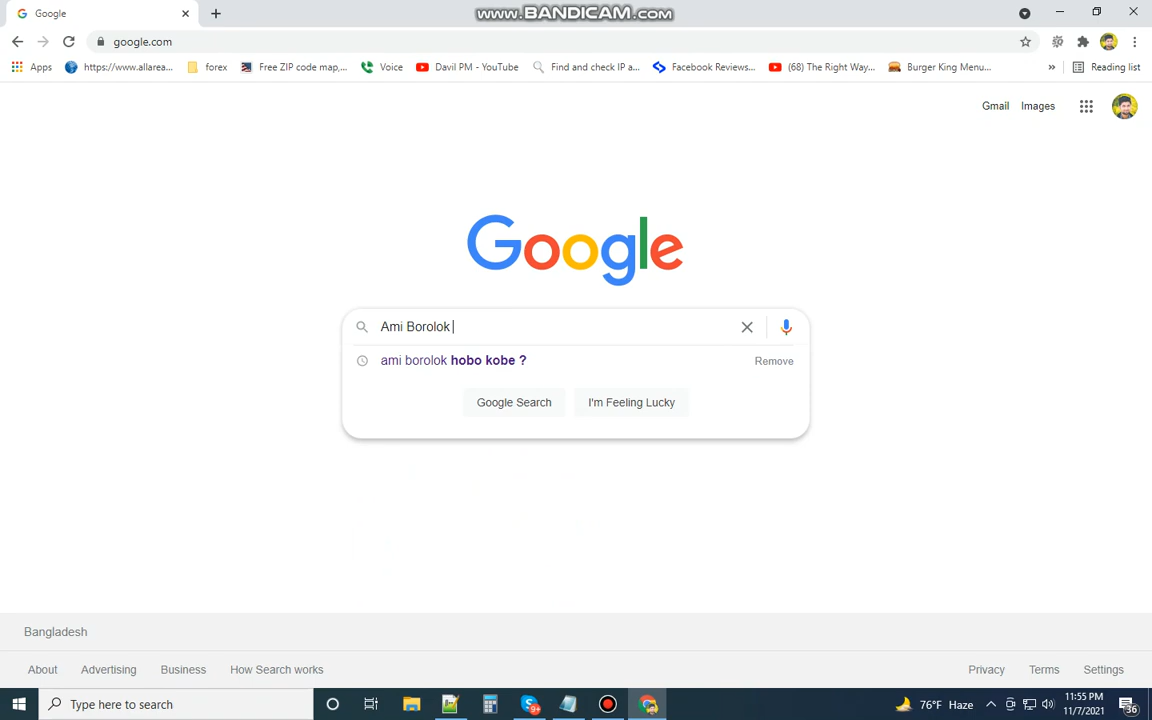 Google
www.BANDICAM.com
google.com
Apps
https://www.allarea...
forex
Free ZIP code map,...
Voice
Davil PM - YouTube
Find and check IP a...
Facebook Reviews...
(68) The Right Way...
Burger King Menu...
»
Reading list
Gmail
Images
Google
Ami Borolok
ami borolok hobo kobe ?
Remove
Google Search
I'm Feeling Lucky
Bangladesh
About
Advertising
Business
How Search works
Privacy
Terms
Settings
Type here to search
9+
76°F Haze
11:55 PM
11/7/2021
36